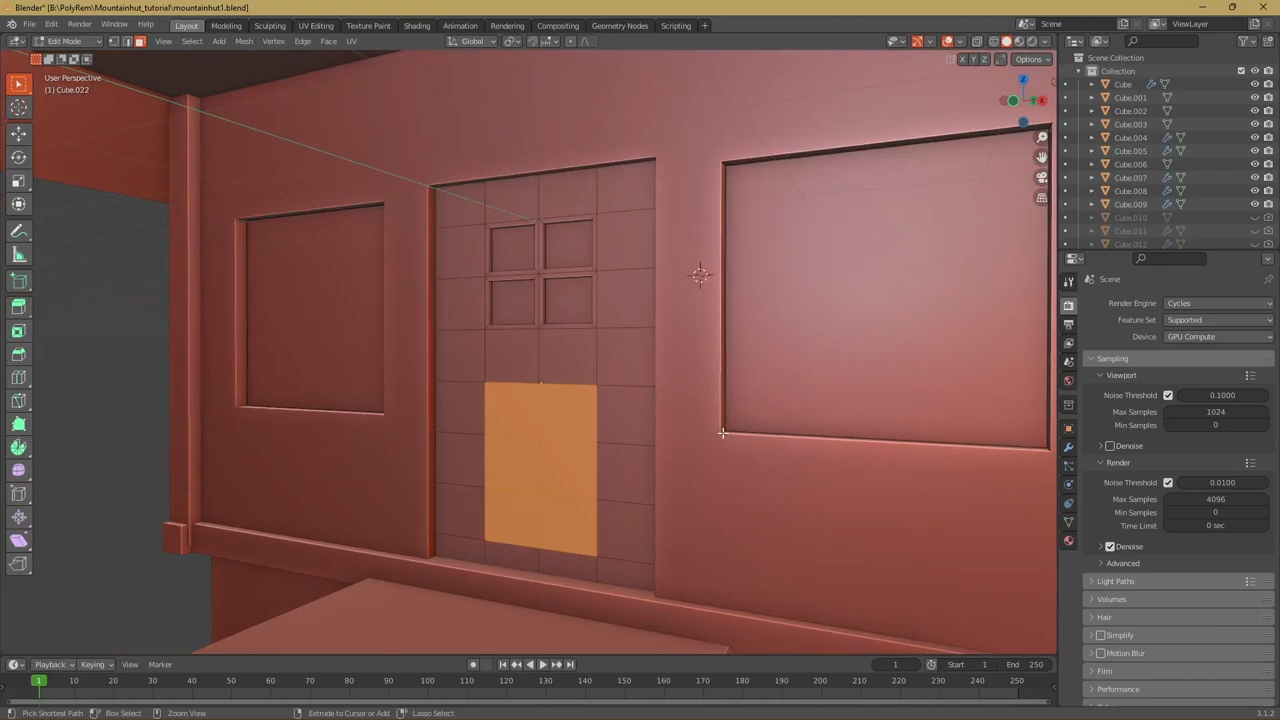 Blender* [B:\PolyRem\Mountainhut_tutorial\mountainhut1.blend]
File Edit Render Window Help Layout Modeling Sculpting UV Editing Texture Paint Shading Animation Rendering Compositing Geometry Nodes Scripting + Scene ViewLayer
Edit Mode View Select Add Mesh Vertex Edge Face UV Global
X Y Z Options
User Perspective
(1) Cube.022
Z
Y X
Scene Collection
Collection
Cube
Cube.001
Cube.002
Cube.003
Cube.004
Cube.005
Cube.006
Cube.007
Cube.008
Cube.009
Cube.010
Cube.011
Cube.012
Scene
Render Engine Cycles
Feature Set Supported
Device GPU Compute
Sampling
Viewport
Noise Threshold 0.1000
Max Samples 1024
Min Samples 0
Denoise
Render
Noise Threshold 0.0100
Max Samples 4096
Min Samples 0
Time Limit 0 sec
Denoise
Advanced
Light Paths
Volumes
Hair
Simplify
Motion Blur
Film
Performance
Playback Keying View Marker 1 Start 1 End 250
1 10 20 30 40 50 60 70 80 90 100 110 120 130 140 150 160 170 180 190 200 210 220 230 240 250
Pick Shortest Path Box Select Zoom View Extrude to Cursor or Add Lasso Select 3.1.2